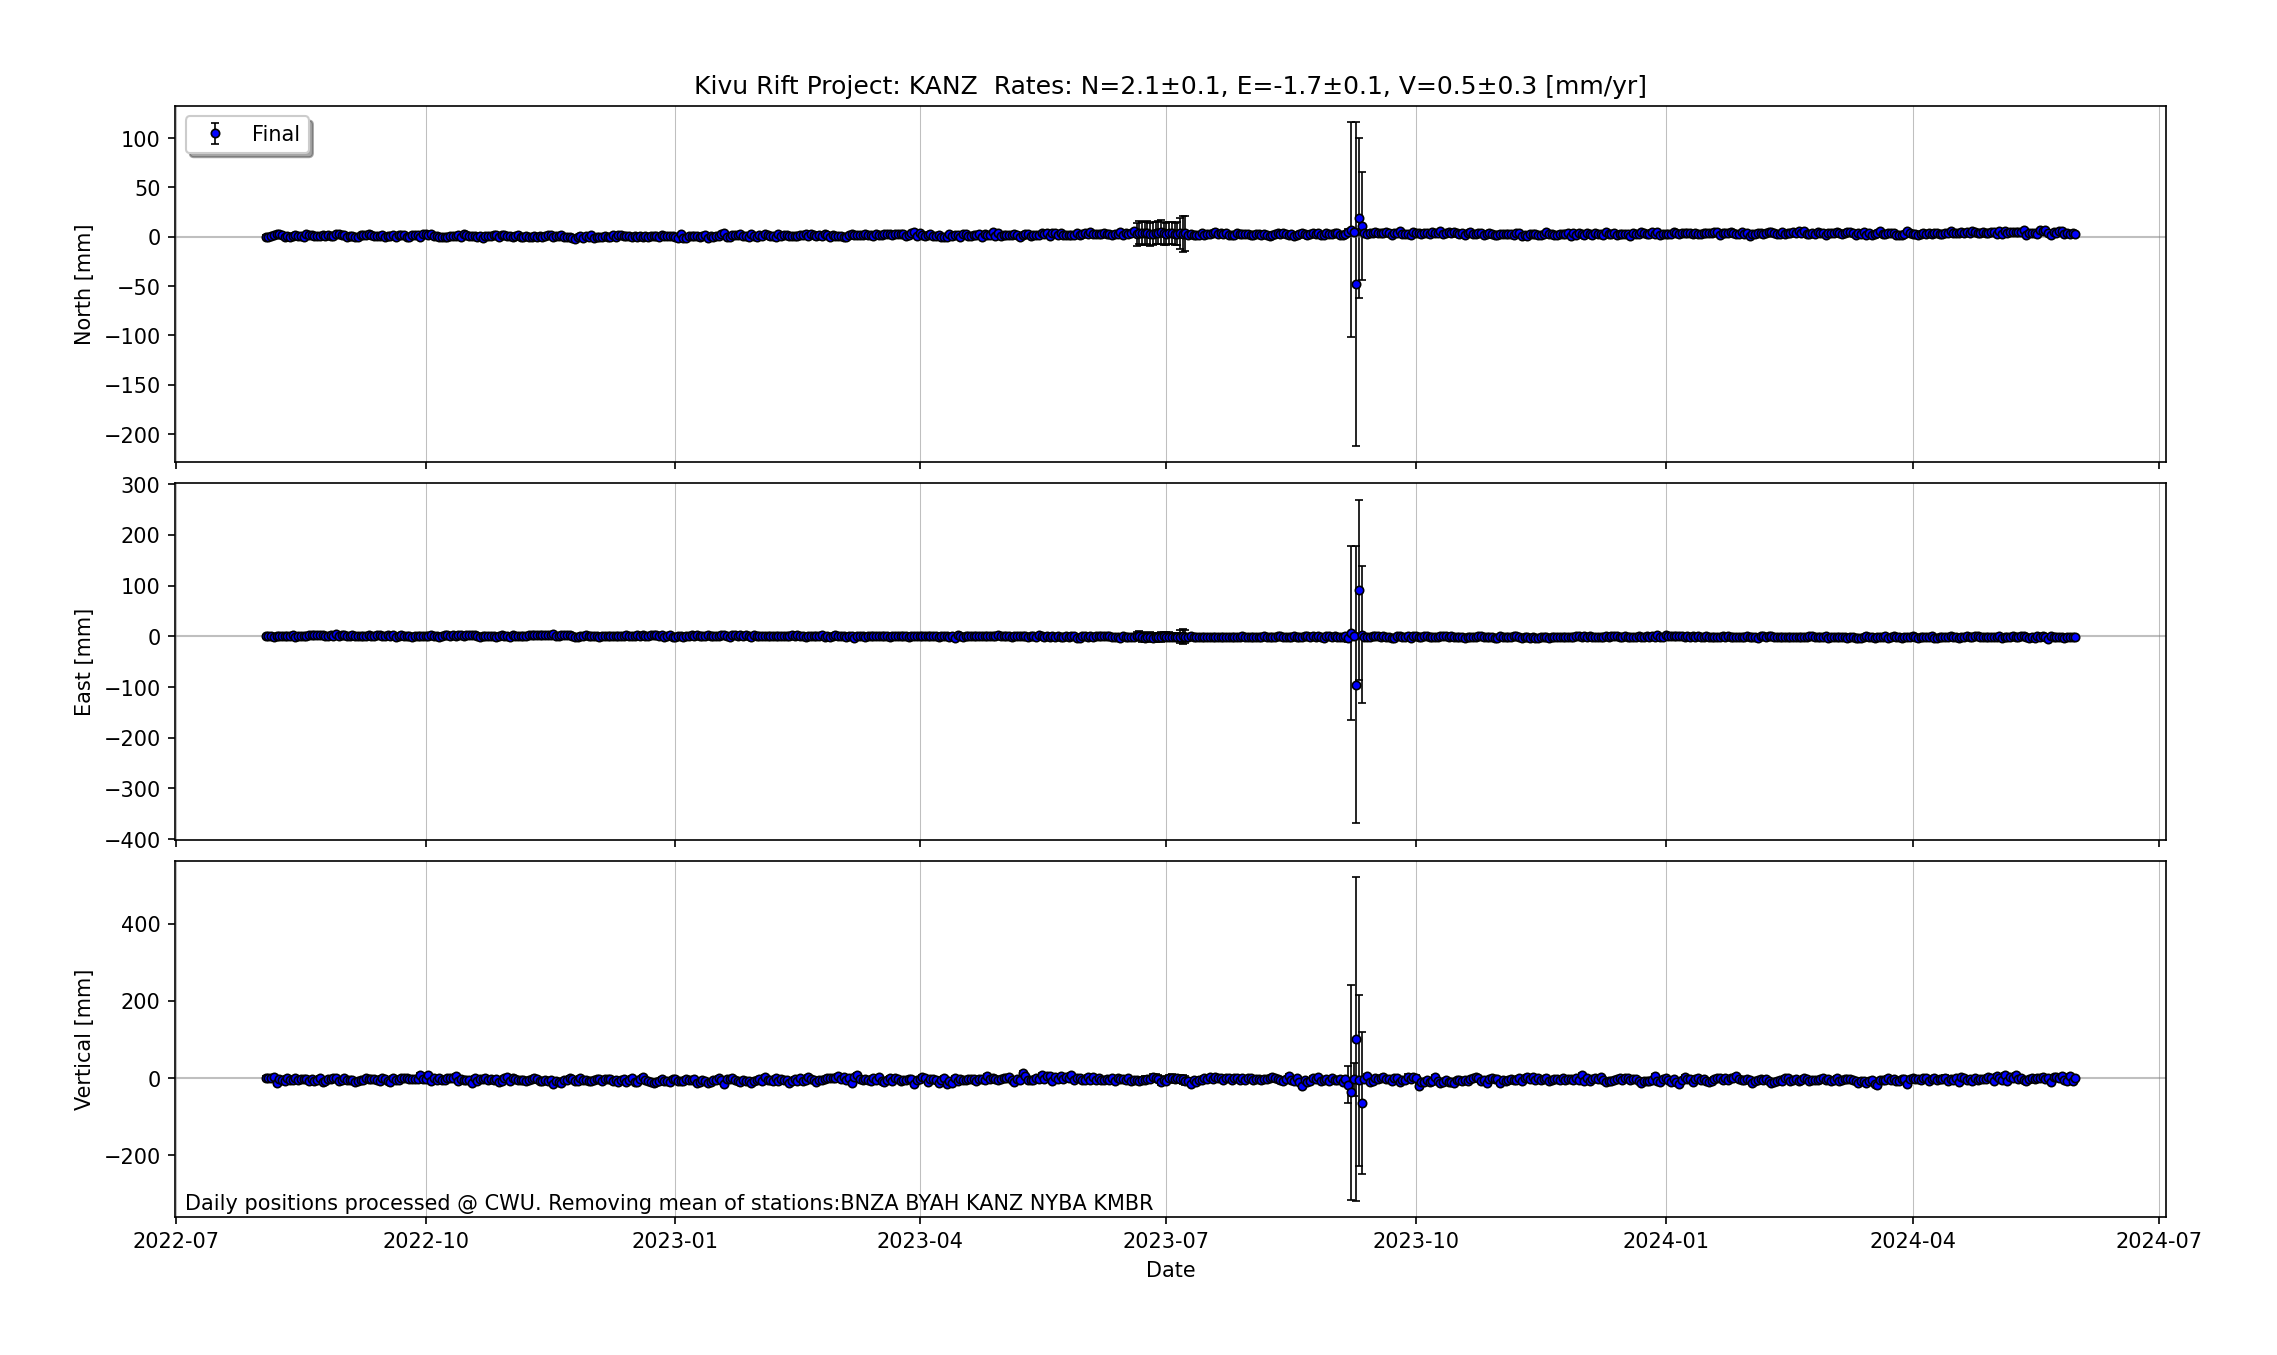 Kivu Rift Project: KANZ  Rates: N=2.1±0.1, E=-1.7±0.1, V=0.5±0.3 [mm/yr]
Final
100
50
0
−50
−100
−150
−200
North [mm]
300
200
100
0
−100
−200
−300
−400
East [mm]
400
200
0
−200
Vertical [mm]
Daily positions processed @ CWU. Removing mean of stations:BNZA BYAH KANZ NYBA KMBR
2022-07 2022-10 2023-01 2023-04 2023-07 2023-10 2024-01 2024-04 2024-07
Date